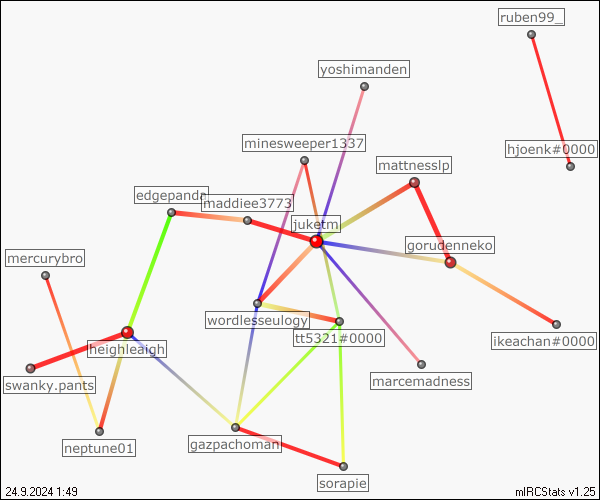 ruben99_
yoshimanden
minesweeper1337
hjoenk#0000
mattnesslp
edgepanda
maddiee3773
juketm
gorudenneko
mercurybro
wordlesseulogy
tt5321#0000
ikeachan#0000
heighleaigh
swanky.pants
marcemadness
neptune01
gazpachoman
sorapie
24.9.2024 1:49
mIRCStats v1.25